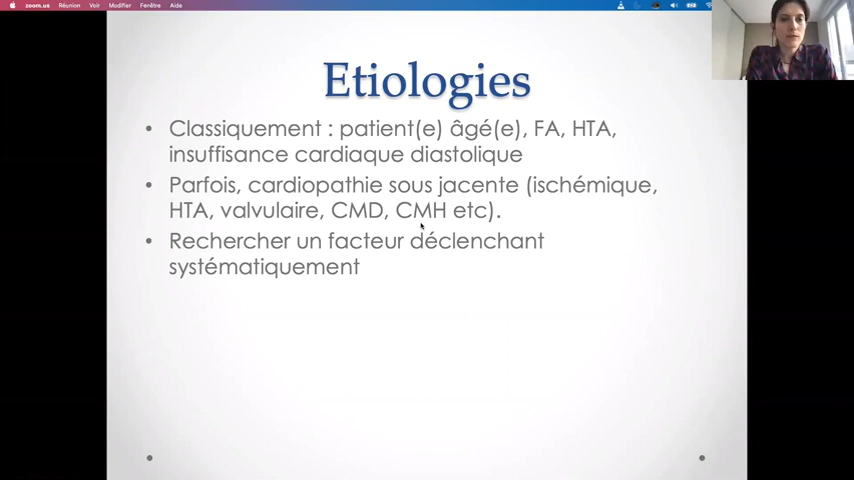 zoom.us Réunion Voir Modifier Fenêtre Aide
Etiologies
• Classiquement : patient(e) âgé(e), FA, HTA,
insuffisance cardiaque diastolique
• Parfois, cardiopathie sous jacente (ischémique,
HTA, valvulaire, CMD, CMH etc).
• Rechercher un facteur déclenchant
systématiquement